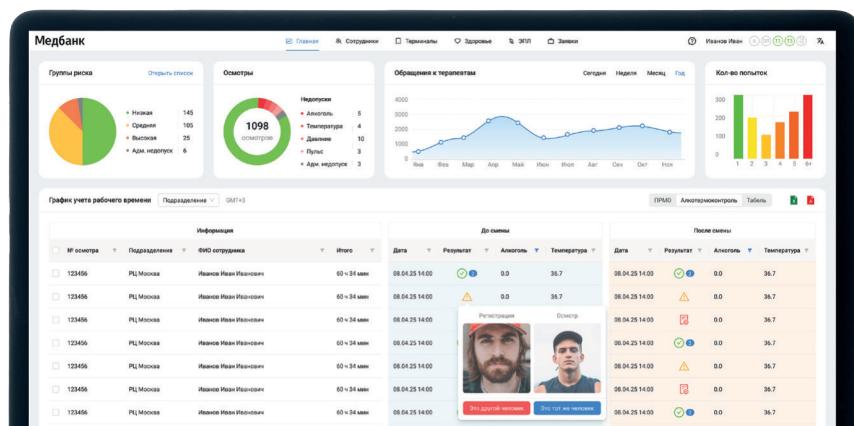 Медбанк
Главная Сотрудники Терминалы Здоровье ЭПЛ Заявки Иванов Иван
Группы риска Открыть список
Низкая 145
Средняя 105
Высокая 25
Адм. недопуск 6
Осмотры
1098
осмотров
Недопуски
Алкоголь 5
Температура 4
Давление 10
Пульс 3
Адм. недопуск 3
Обращения к терапевтам Сегодня Неделя Месяц Год
4000
3000
2000
1000
0
Янв Фев Мар Апр Май Июн Июл Авг Сен Окт Ноя
Кол-во попыток
300
200
100
0
1 2 3 4 5 6+
График учета рабочего времени Подразделение GMT+3 ПРМО Алкотермоконтроль Табель
Информация До смены После смены
№ осмотра Подразделение ФИО сотрудника Итого Дата Результат Алкоголь Температура Дата Результат Алкоголь Температура
123456 РЦ Москва Иванов Иван Иванович 60 ч 34 мин 08.04.25 14:00 2 0.0 36.7 08.04.25 14:00 2 0.0 36.7
123456 РЦ Москва Иванов Иван Иванович 60 ч 34 мин 08.04.25 14:00 0.0 36.7 08.04.25 14:00 0.0 36.7
123456 РЦ Москва Иванов Иван Иванович 60 ч 34 мин 08.04.25 14:00 08.04.25 14:00 0.0 36.7
123456 РЦ Москва Иванов Иван Иванович 60 ч 34 мин 08.04.25 14:00 08.04.25 14:00 0.0 36.7
123456 РЦ Москва Иванов Иван Иванович 60 ч 34 мин 08.04.25 14:00 08.04.25 14:00 0.0 36.7
123456 РЦ Москва Иванов Иван Иванович 60 ч 34 мин 08.04.25 14:00 08.04.25 14:00 0.0 36.7
123456 РЦ Москва Иванов Иван Иванович 60 ч 34 мин 08.04.25 14:00 08.04.25 14:00 2 0.0 36.7
Регистрация Осмотр
Это другой человек Это тот же человек